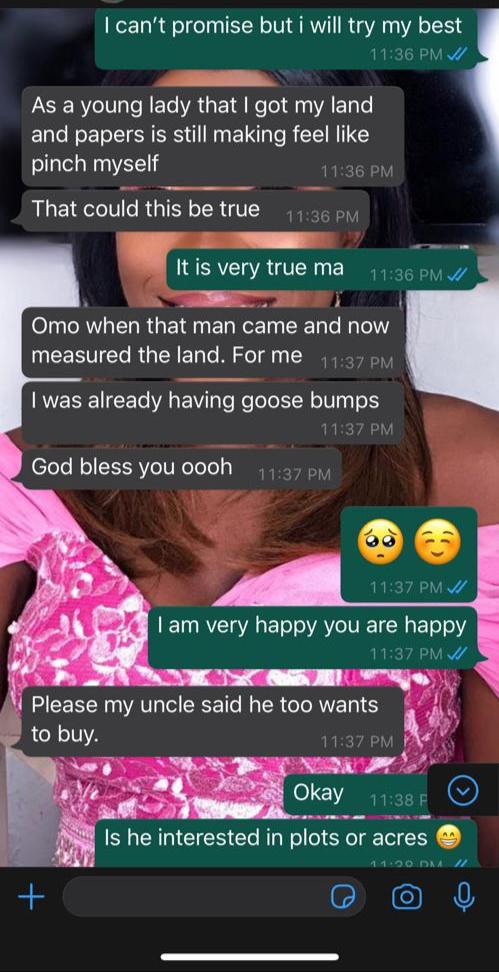 I can't promise but i will try my best
11:36 PM
As a young lady that I got my land
and papers is still making feel like
pinch myself
11:36 PM
That could this be true
11:36 PM
It is very true ma
11:36 PM
Omo when that man came and now
measured the land. For me
11:37 PM
I was already having goose bumps
11:37 PM
God bless you oooh
11:37 PM
🥺 ☺️
11:37 PM
I am very happy you are happy
11:37 PM
Please my uncle said he too wants
to buy.
11:37 PM
Okay
11:38 P
Is he interested in plots or acres 😁
11:38 PM